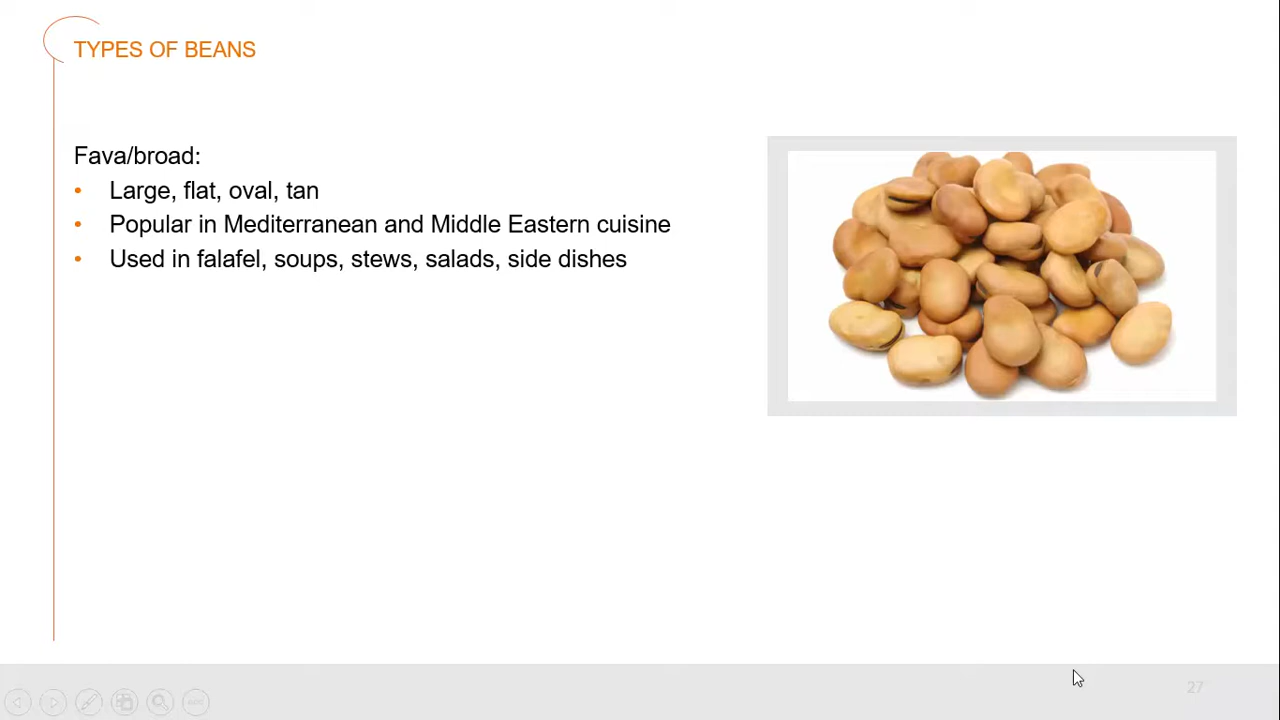 TYPES OF BEANS
Fava/broad:
• Large, flat, oval, tan
• Popular in Mediterranean and Middle Eastern cuisine
• Used in falafel, soups, stews, salads, side dishes
27